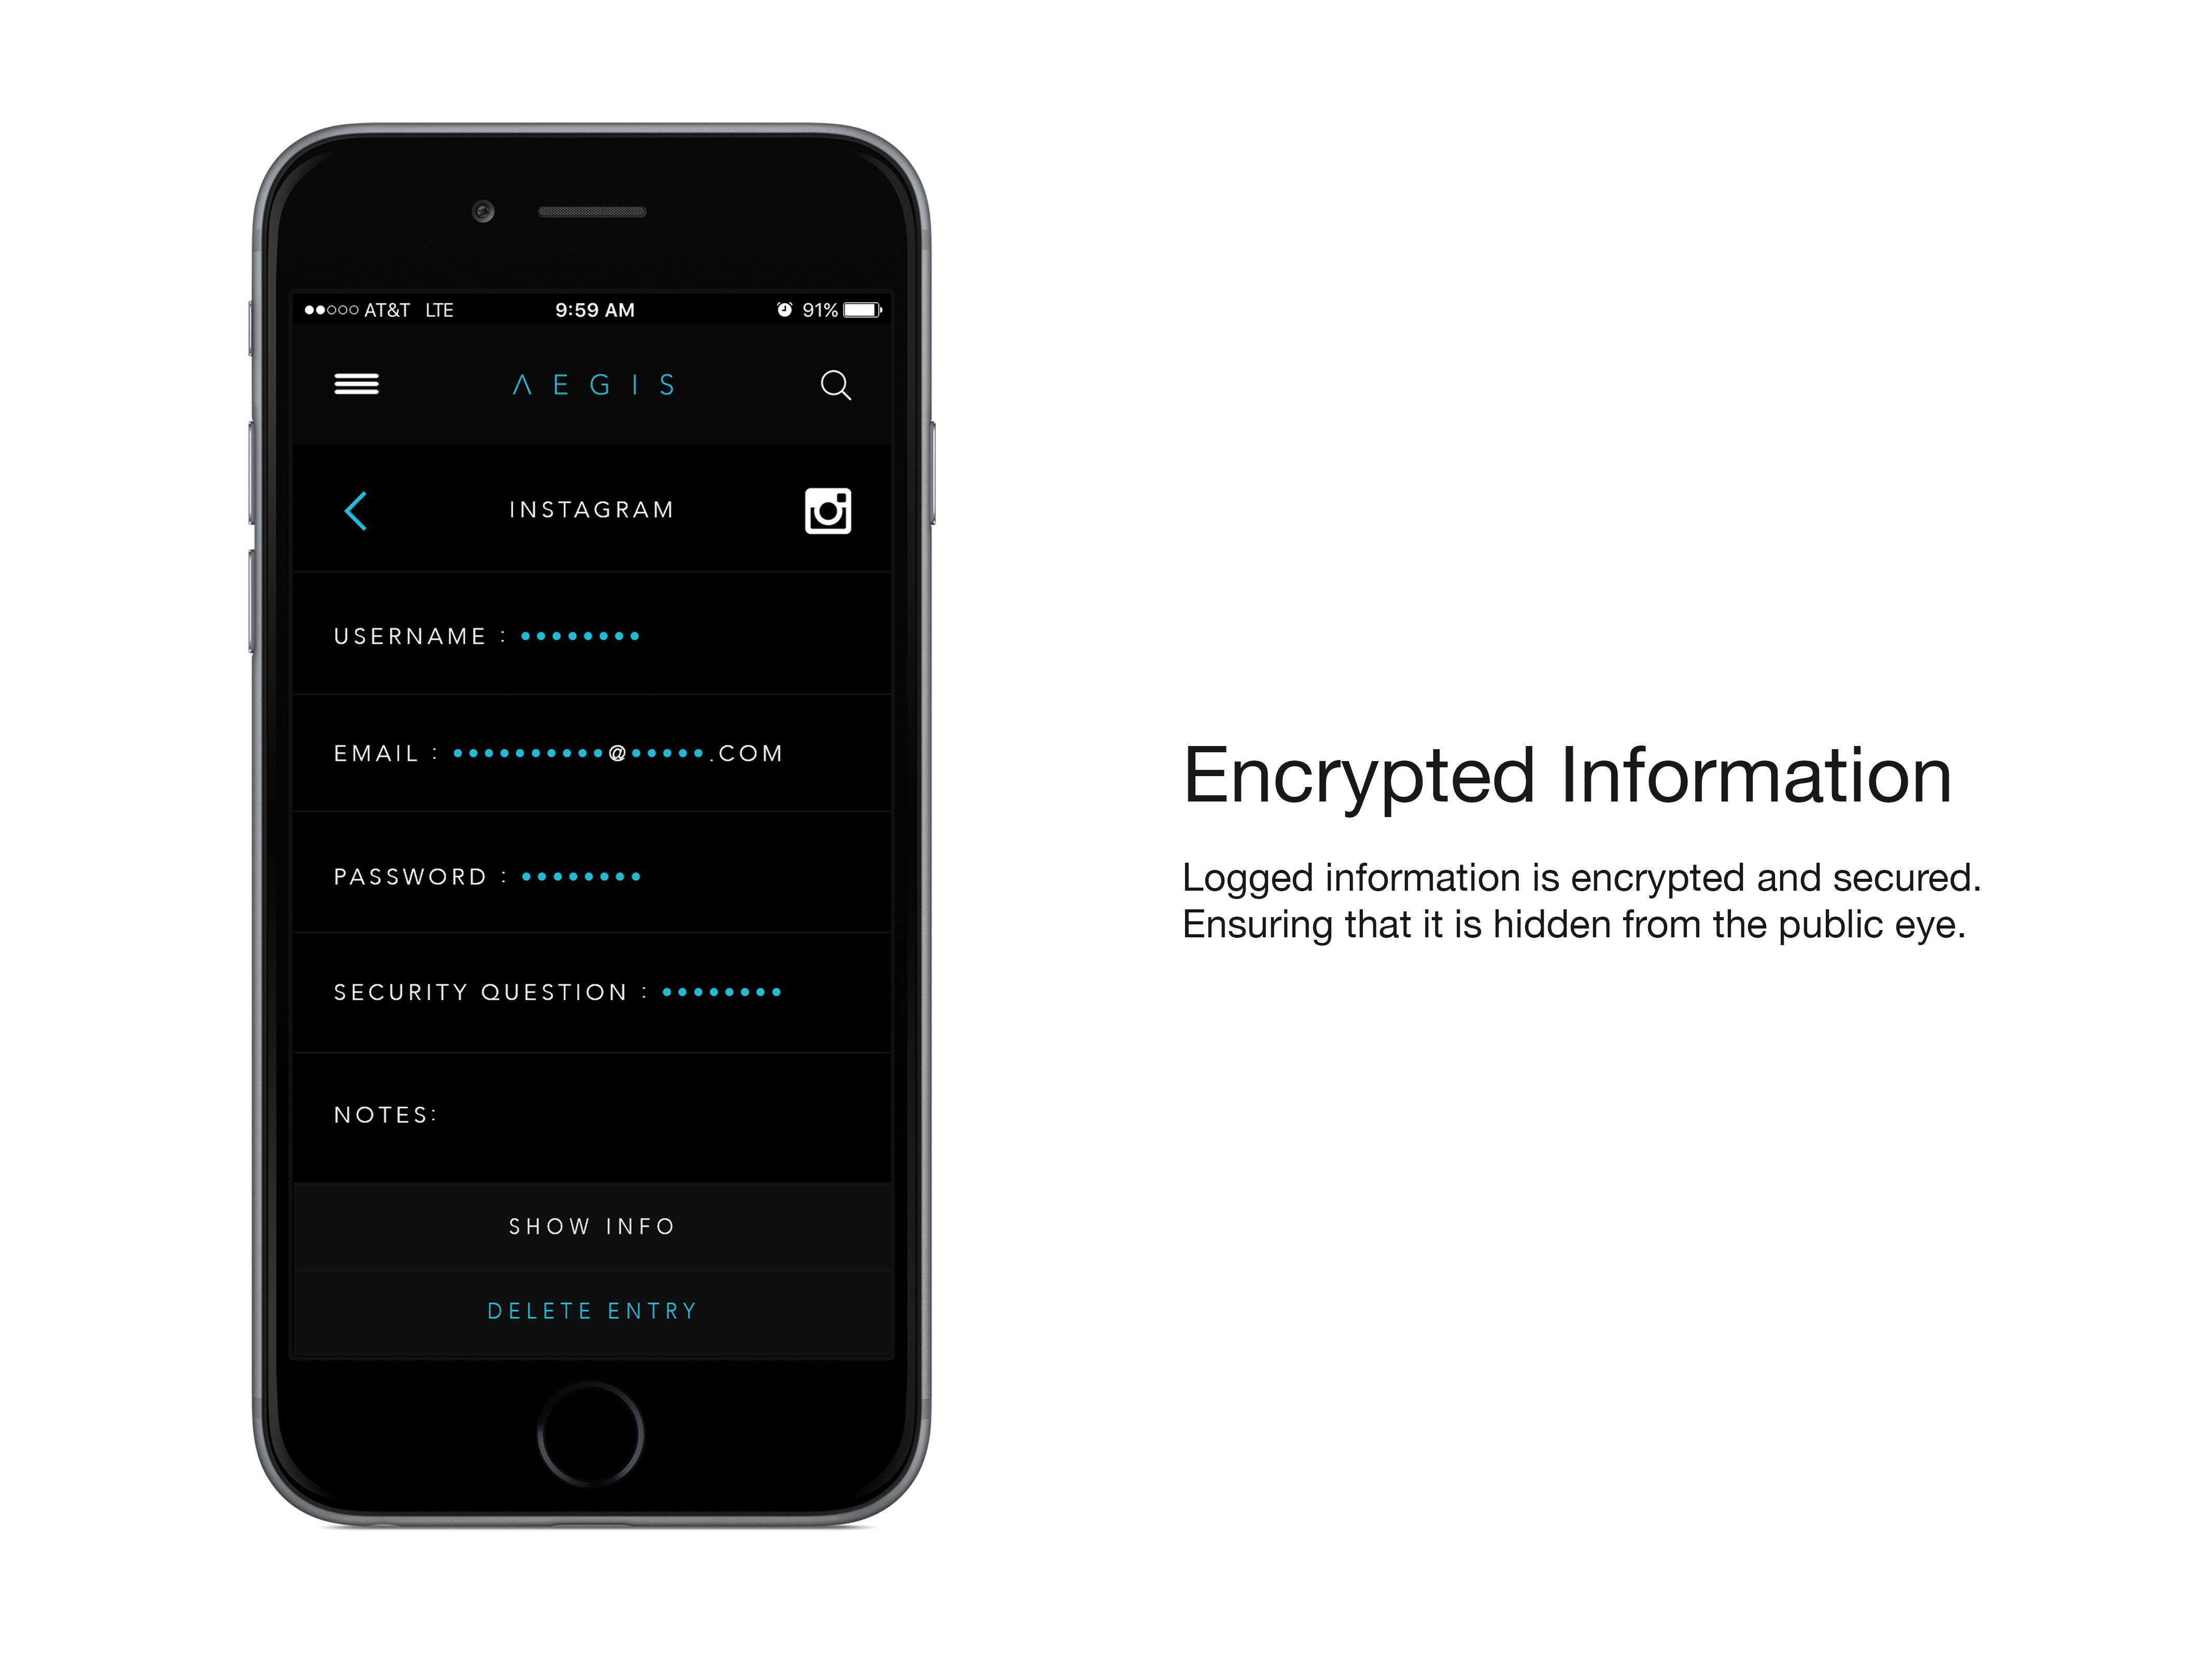 AT&T LTE 9:59 AM 91%
AEGIS
INSTAGRAM
USERNAME : ••••••••
EMAIL : ••••••••••@•••••.COM
PASSWORD : ••••••••
SECURITY QUESTION : ••••••••
NOTES:
SHOW INFO
DELETE ENTRY
Encrypted Information
Logged information is encrypted and secured.
Ensuring that it is hidden from the public eye.